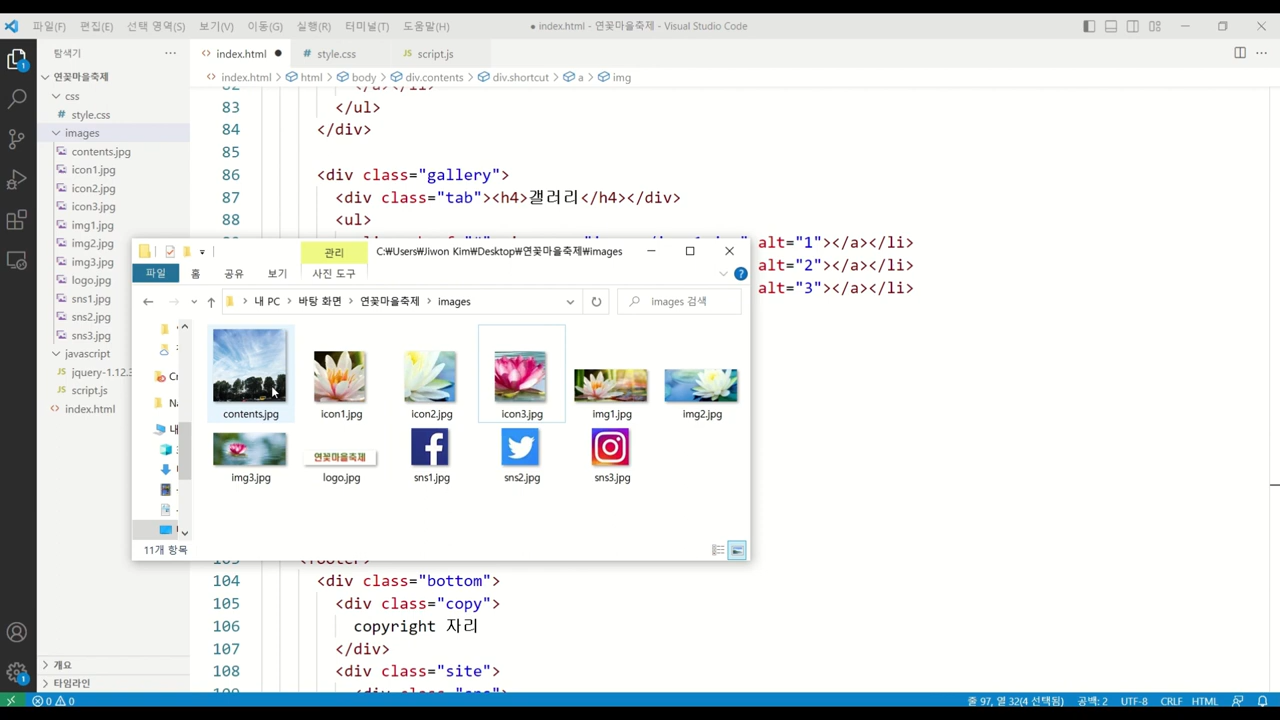 파일(F) 편집(E) 선택 영역(S) 보기(V) 이동(G) 실행(R) 터미널(T) 도움말(H)
● index.html - 연꽃마을축제 - Visual Studio Code
탐색기
index.html ●
style.css
script.js
연꽃마을축제
index.html > html > body > div.contents > div.shortcut > a > img
css
style.css
images
contents.jpg
icon1.jpg
icon2.jpg
icon3.jpg
img1.jpg
img2.jpg
img3.jpg
logo.jpg
sns1.jpg
sns2.jpg
sns3.jpg
javascript
jquery-1.12.3
script.js
index.html
개요
타임라인
82 </a></li>
83 </ul>
84 </div>
85
86 <div class="gallery">
87 <div class="tab"><h4>갤러리</h4></div>
88 <ul>
alt="1"></a></li>
alt="2"></a></li>
alt="3"></a></li>
관리
C:₩Users₩Jiwon Kim₩Desktop₩연꽃마을축제₩images
파일 홈 공유 보기 사진 도구
내 PC > 바탕 화면 > 연꽃마을축제 > images
images 검색
contents.jpg icon1.jpg icon2.jpg icon3.jpg img1.jpg img2.jpg
연꽃마을축제
img3.jpg logo.jpg sns1.jpg sns2.jpg sns3.jpg
11개 항목
103 <footer>
104 <div class="bottom">
105 <div class="copy">
106 copyright 자리
107 </div>
108 <div class="site">
109 <div class="sns">
0 0
줄 97, 열 32(4 선택됨) 공백: 2 UTF-8 CRLF HTML